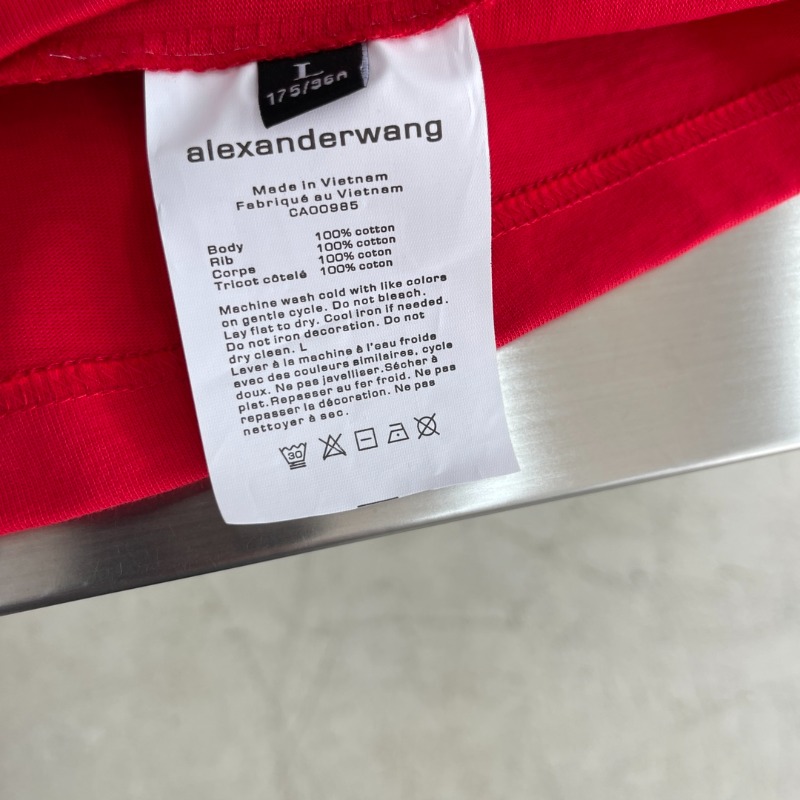 L
175/96A
alexanderwang
Made in Vietnam
Fabriqué au Vietnam
CA00985
Body 100% cotton
Rib 100% cotton
Corps 100% coton
Tricot côtelé 100% coton
Machine wash cold with like colors
on gentle cycle. Do not bleach.
Lay flat to dry. Cool iron if needed.
Do not iron decoration. Do not
dry clean. L
Laver à la machine à l'eau froide
avec des couleurs similaires, cycle
doux. Ne pas javelliser.Sécher à
plat.Repasser au fer froid. Ne pas
repasser la décoration. Ne pas
nettoyer à sec.
30